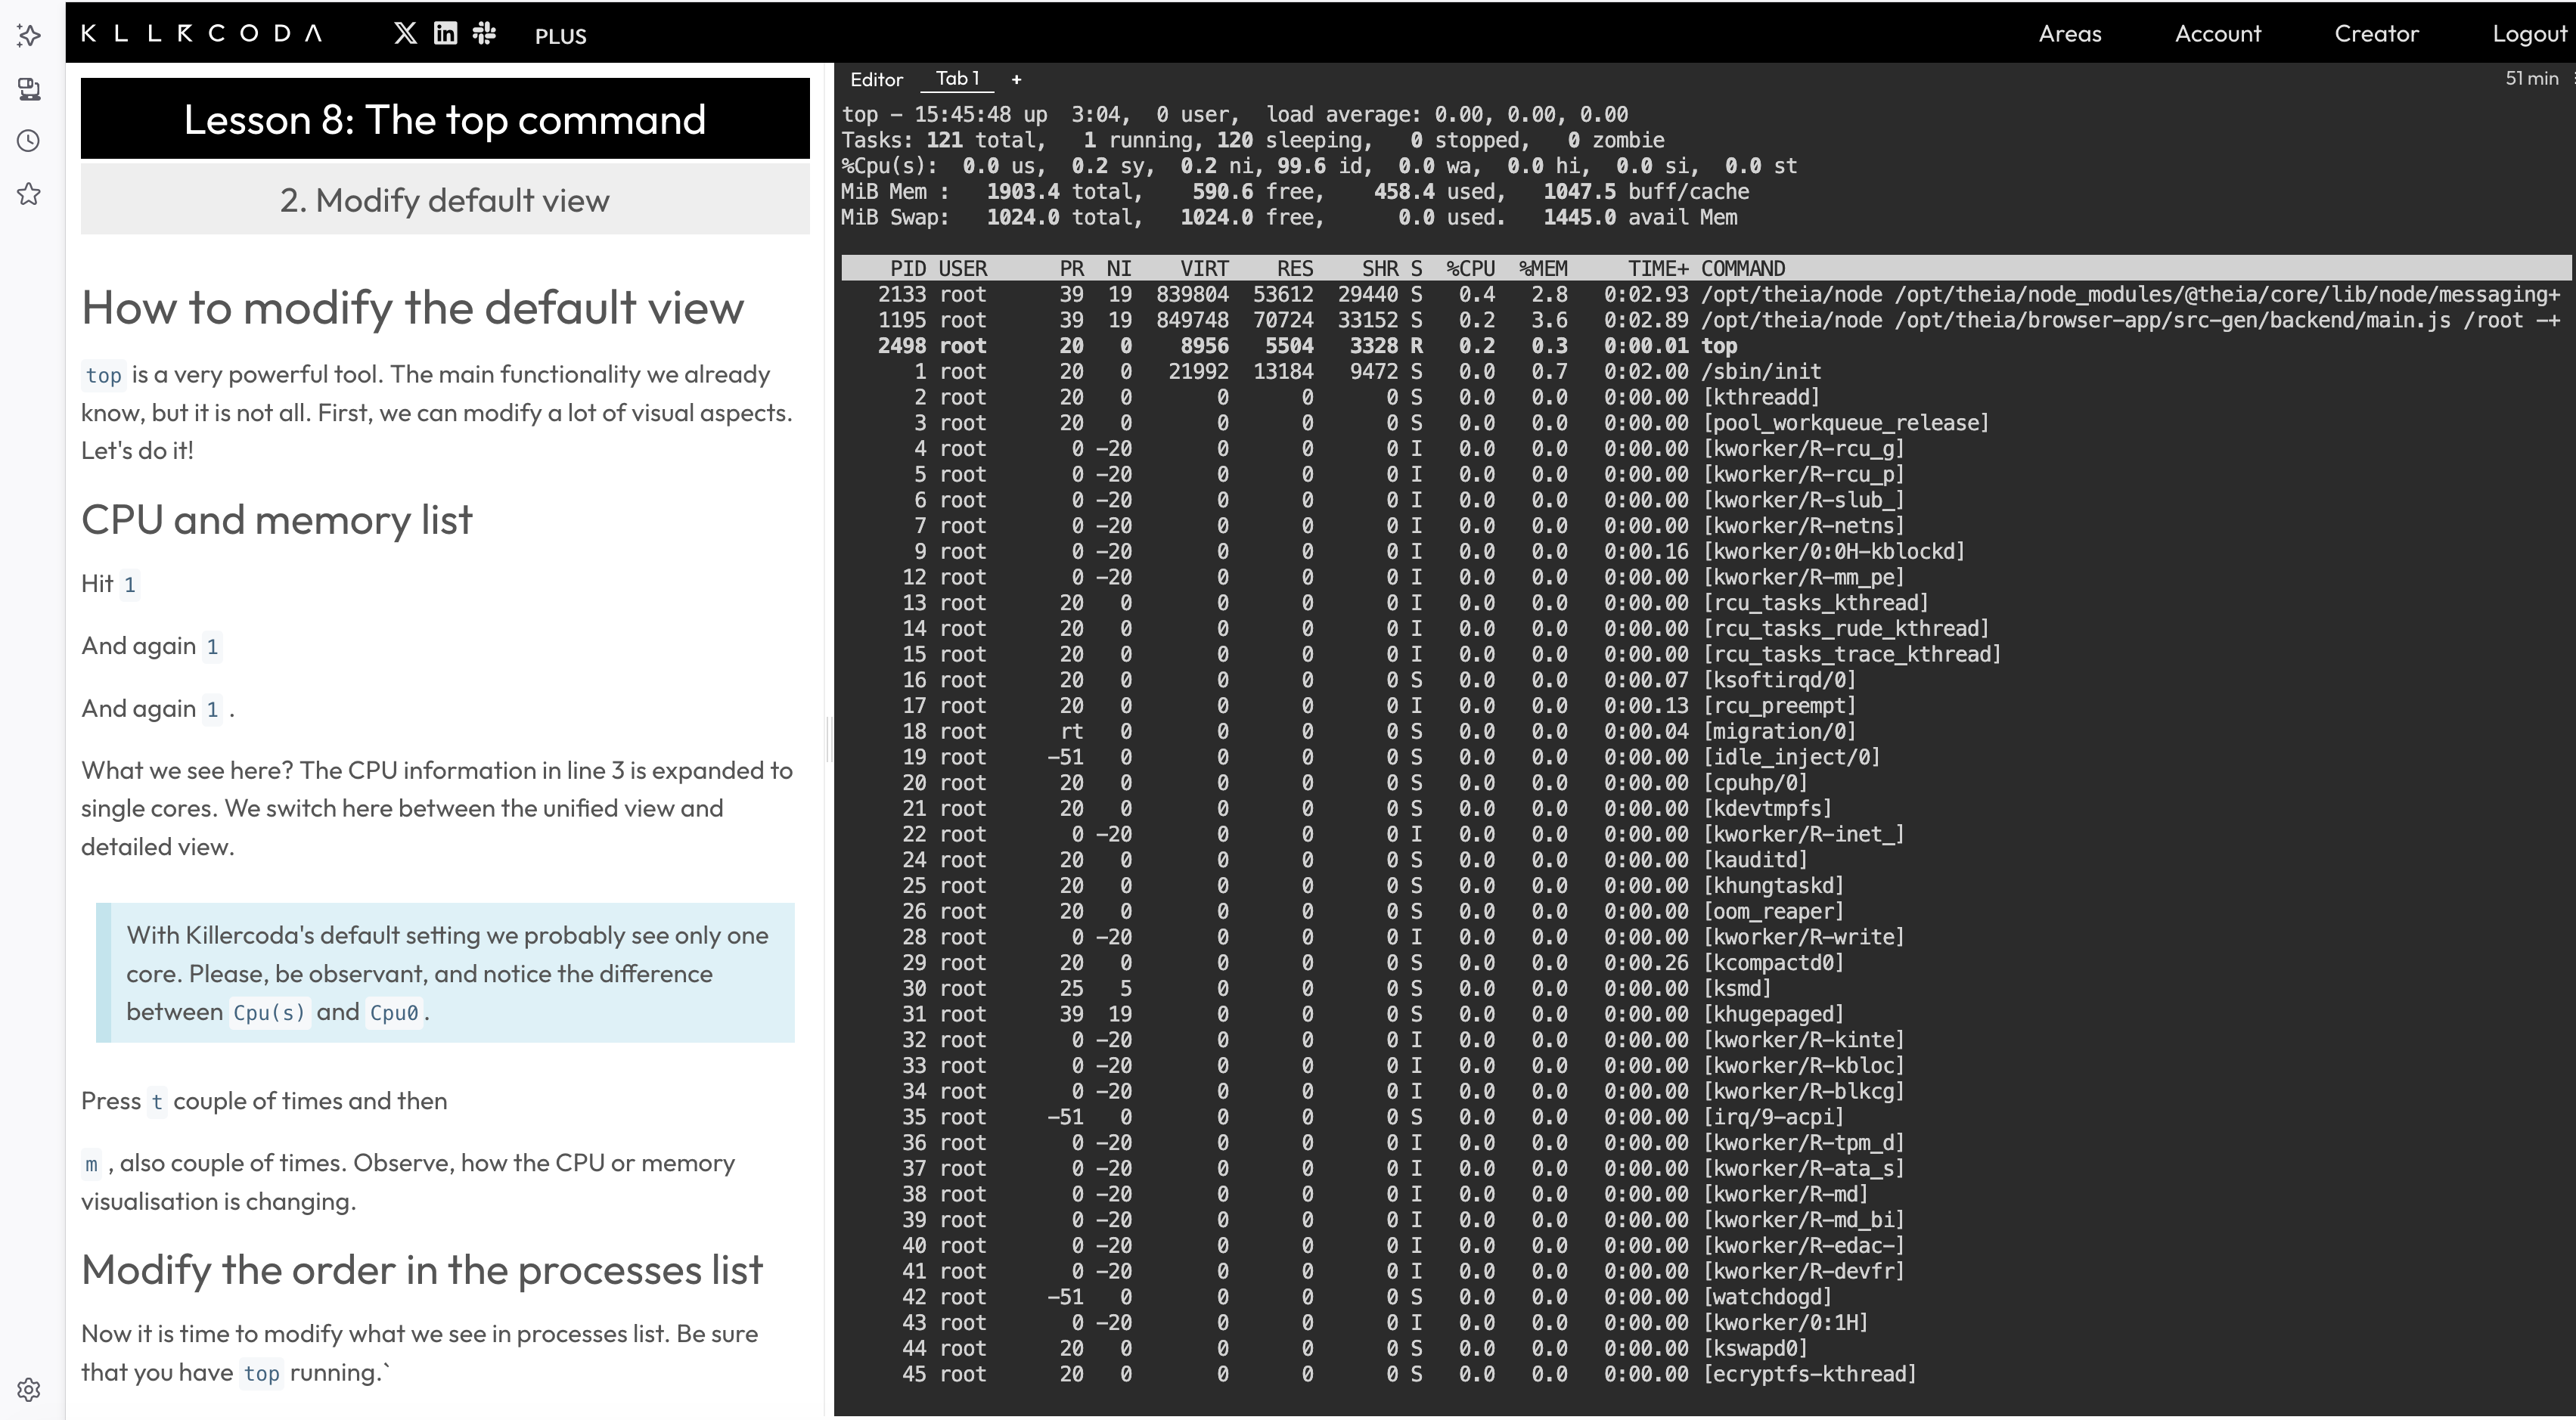 KLLRCODA PLUS Areas Account Creator Logout
Lesson 8: The top command
2. Modify default view
How to modify the default view
top is a very powerful tool. The main functionality we already
know, but it is not all. First, we can modify a lot of visual aspects.
Let's do it!
CPU and memory list
Hit 1
And again 1
And again 1 .
What we see here? The CPU information in line 3 is expanded to
single cores. We switch here between the unified view and
detailed view.
With Killercoda's default setting we probably see only one
core. Please, be observant, and notice the difference
between Cpu(s) and Cpu0.
Press t couple of times and then
m , also couple of times. Observe, how the CPU or memory
visualisation is changing.
Modify the order in the processes list
Now it is time to modify what we see in processes list. Be sure
that you have top running.`
Editor Tab 1 + 51 min
top - 15:45:48 up  3:04,  0 user,  load average: 0.00, 0.00, 0.00
Tasks: 121 total,   1 running, 120 sleeping,   0 stopped,   0 zombie
%Cpu(s):  0.0 us,  0.2 sy,  0.2 ni, 99.6 id,  0.0 wa,  0.0 hi,  0.0 si,  0.0 st
MiB Mem :   1903.4 total,    590.6 free,    458.4 used,   1047.5 buff/cache
MiB Swap:   1024.0 total,   1024.0 free,      0.0 used.   1445.0 avail Mem
PID USER PR NI VIRT RES SHR S %CPU %MEM TIME+ COMMAND
2133 root 39 19 839804 53612 29440 S 0.4 2.8 0:02.93 /opt/theia/node /opt/theia/node_modules/@theia/core/lib/node/messaging+
1195 root 39 19 849748 70724 33152 S 0.2 3.6 0:02.89 /opt/theia/node /opt/theia/browser-app/src-gen/backend/main.js /root -+
2498 root 20 0 8956 5504 3328 R 0.2 0.3 0:00.01 top
1 root 20 0 21992 13184 9472 S 0.0 0.7 0:02.00 /sbin/init
2 root 20 0 0 0 0 S 0.0 0.0 0:00.00 [kthreadd]
3 root 20 0 0 0 0 S 0.0 0.0 0:00.00 [pool_workqueue_release]
4 root 0 -20 0 0 0 I 0.0 0.0 0:00.00 [kworker/R-rcu_g]
5 root 0 -20 0 0 0 I 0.0 0.0 0:00.00 [kworker/R-rcu_p]
6 root 0 -20 0 0 0 I 0.0 0.0 0:00.00 [kworker/R-slub_]
7 root 0 -20 0 0 0 I 0.0 0.0 0:00.00 [kworker/R-netns]
9 root 0 -20 0 0 0 I 0.0 0.0 0:00.16 [kworker/0:0H-kblockd]
12 root 0 -20 0 0 0 I 0.0 0.0 0:00.00 [kworker/R-mm_pe]
13 root 20 0 0 0 0 I 0.0 0.0 0:00.00 [rcu_tasks_kthread]
14 root 20 0 0 0 0 I 0.0 0.0 0:00.00 [rcu_tasks_rude_kthread]
15 root 20 0 0 0 0 I 0.0 0.0 0:00.00 [rcu_tasks_trace_kthread]
16 root 20 0 0 0 0 S 0.0 0.0 0:00.07 [ksoftirqd/0]
17 root 20 0 0 0 0 I 0.0 0.0 0:00.13 [rcu_preempt]
18 root rt 0 0 0 0 S 0.0 0.0 0:00.04 [migration/0]
19 root -51 0 0 0 0 S 0.0 0.0 0:00.00 [idle_inject/0]
20 root 20 0 0 0 0 S 0.0 0.0 0:00.00 [cpuhp/0]
21 root 20 0 0 0 0 S 0.0 0.0 0:00.00 [kdevtmpfs]
22 root 0 -20 0 0 0 I 0.0 0.0 0:00.00 [kworker/R-inet_]
24 root 20 0 0 0 0 S 0.0 0.0 0:00.00 [kauditd]
25 root 20 0 0 0 0 S 0.0 0.0 0:00.00 [khungtaskd]
26 root 20 0 0 0 0 S 0.0 0.0 0:00.00 [oom_reaper]
28 root 0 -20 0 0 0 I 0.0 0.0 0:00.00 [kworker/R-write]
29 root 20 0 0 0 0 S 0.0 0.0 0:00.26 [kcompactd0]
30 root 25 5 0 0 0 S 0.0 0.0 0:00.00 [ksmd]
31 root 39 19 0 0 0 S 0.0 0.0 0:00.00 [khugepaged]
32 root 0 -20 0 0 0 I 0.0 0.0 0:00.00 [kworker/R-kinte]
33 root 0 -20 0 0 0 I 0.0 0.0 0:00.00 [kworker/R-kbloc]
34 root 0 -20 0 0 0 I 0.0 0.0 0:00.00 [kworker/R-blkcg]
35 root -51 0 0 0 0 S 0.0 0.0 0:00.00 [irq/9-acpi]
36 root 0 -20 0 0 0 I 0.0 0.0 0:00.00 [kworker/R-tpm_d]
37 root 0 -20 0 0 0 I 0.0 0.0 0:00.00 [kworker/R-ata_s]
38 root 0 -20 0 0 0 I 0.0 0.0 0:00.00 [kworker/R-md]
39 root 0 -20 0 0 0 I 0.0 0.0 0:00.00 [kworker/R-md_bi]
40 root 0 -20 0 0 0 I 0.0 0.0 0:00.00 [kworker/R-edac-]
41 root 0 -20 0 0 0 I 0.0 0.0 0:00.00 [kworker/R-devfr]
42 root -51 0 0 0 0 S 0.0 0.0 0:00.00 [watchdogd]
43 root 0 -20 0 0 0 I 0.0 0.0 0:00.00 [kworker/0:1H]
44 root 20 0 0 0 0 S 0.0 0.0 0:00.00 [kswapd0]
45 root 20 0 0 0 0 S 0.0 0.0 0:00.00 [ecryptfs-kthread]